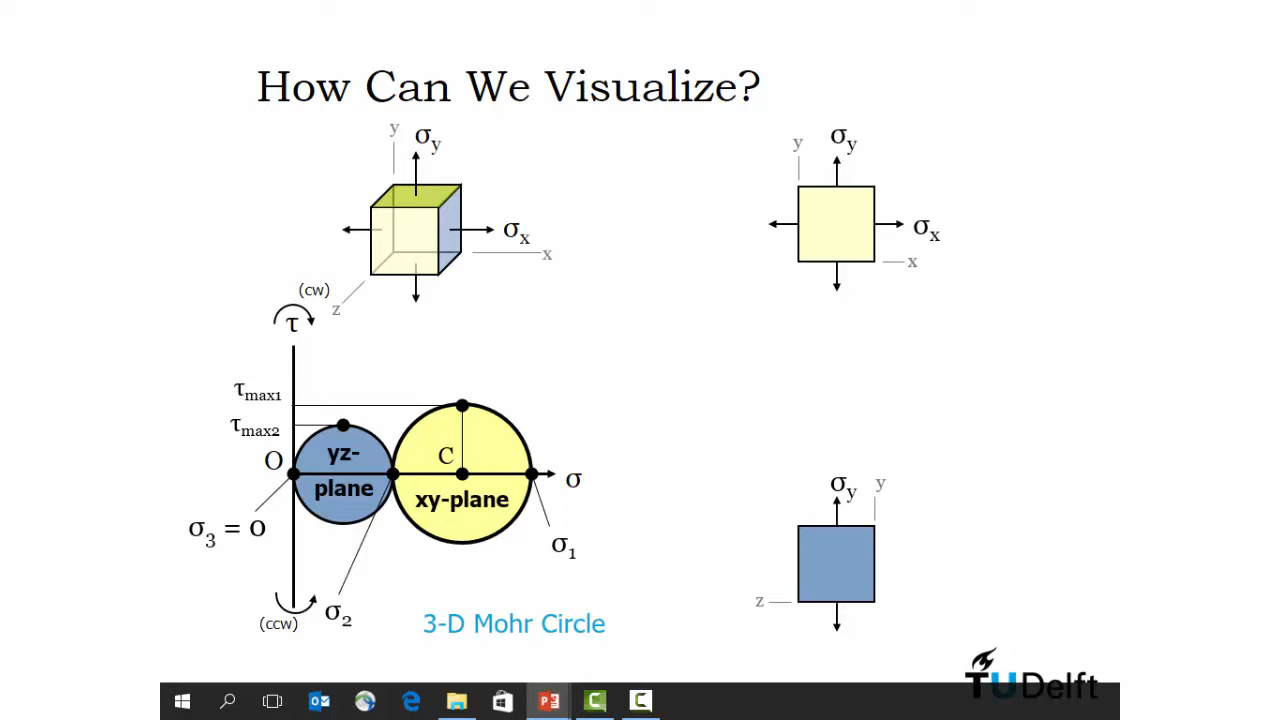 How Can We Visualize?
y
σy
σx
x
z
y
σy
σx
x
(cw)
τ
τmax1
τmax2
O
yz-
plane
C
xy-plane
σ
σ3 = 0
σ1
σ2
(ccw)
3-D Mohr Circle
σy
y
z
TUDelft